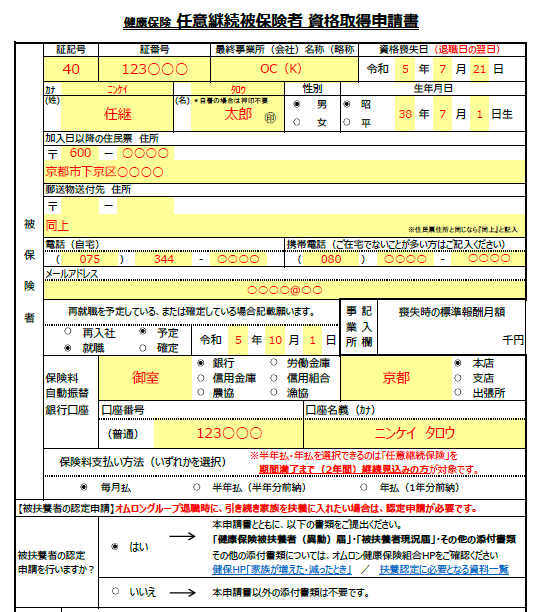 健康保険 任意継続被保険者 資格取得申請書
証記号 証番号 最終事業所（会社）名称（略称 資格喪失日（退職日の翌日）
40 123〇〇〇 OC（K） 令和 5 年 7 月 21 日
ｶﾅ ﾆﾝｹｲ ﾀﾛｳ 性別 生年月日
(姓) 任継 (名) ＊自署の場合は押印不要 太郎 ㊞ 男 女 昭 平 38 年 7 月 1 日生
加入日以降の住民票 住所
〒 600 － 〇〇〇〇
京都市下京区〇〇〇〇
郵送物送付先 住所
〒 －
同上 ※住民票住所と同じなら『同上』と記入
被保険者
電話（自宅） 携帯電話（ご在宅でないことが多い方はご記入ください）
( 075 ) 344 - 〇〇〇〇 ( 080 ) 〇〇〇〇 - 〇〇〇〇
メールアドレス
〇〇〇〇@〇〇
再就職を予定している、または確定している場合記載願います。
再入社 就職 予定 確定 令和 5 年 10 月 1 日
事業所 記入欄 喪失時の標準報酬月額
千円
保険料
自動振替
銀行口座
御室 銀行 労働金庫 京都 本店
信用金庫 信用組合 支店
農協 漁協 出張所
口座番号 口座名義（ｶﾅ）
（普通） 123〇〇〇 ニンケイ タロウ
保険料支払い方法（いずれかを選択） ※半年払・年払を選択できるのは「任意継続保険」を
期間満了まで（2年間）継続見込みの方が対象です。
毎月払 半年払（半年分前納） 年払（1年分前納）
【被扶養者の認定申請】オムロングループ退職時に、引き続き家族を扶養に入れたい場合は、認定申請が必要です。
被扶養者の認定
申請を行いますか？
はい → 本申請書とともに、以下の書類をご提出ください。
「健康保険被扶養者（異動）届」・「被扶養者現況届」・その他の添付書類
その他の添付書類については、オムロン健康保険組合HPをご確認ください
健保HP「家族が増えた・減ったとき」 ／ 扶養認定に必要となる資料一覧
いいえ → 本申請書以外の添付書類は不要です。